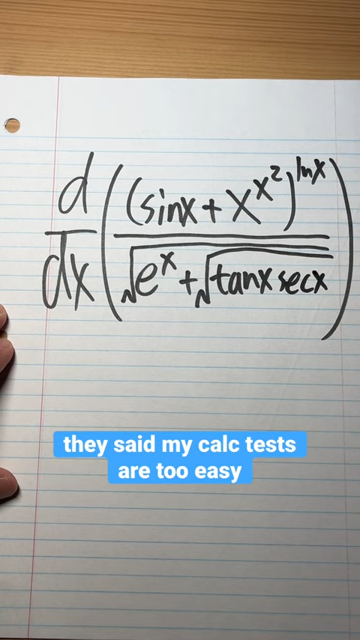 d/dx ( (sinx + x^x^2)^lnx / √(e^x + √(tanx secx)) )
they said my calc tests
are too easy